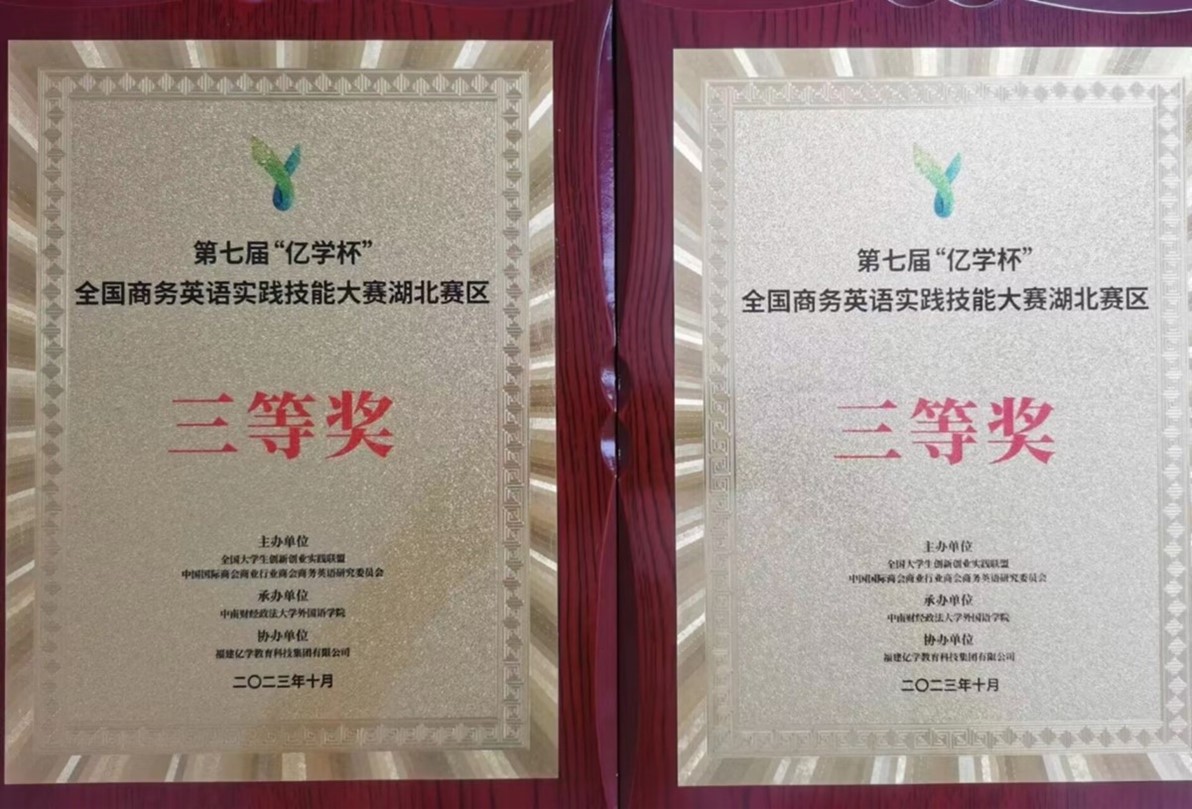 第七届“亿学杯”
全国商务英语实践技能大赛湖北赛区
三等奖
主办单位
全国大学生创新创业实践联盟
中国国际商会商业行业商会商务英语研究委员会
承办单位
中南财经政法大学外国语学院
协办单位
福建亿学教育科技集团有限公司
二〇二三年十月
第七届“亿学杯”
全国商务英语实践技能大赛湖北赛区
三等奖
主办单位
全国大学生创新创业实践联盟
中国国际商会商业行业商会商务英语研究委员会
承办单位
中南财经政法大学外国语学院
协办单位
福建亿学教育科技集团有限公司
二〇二三年十月